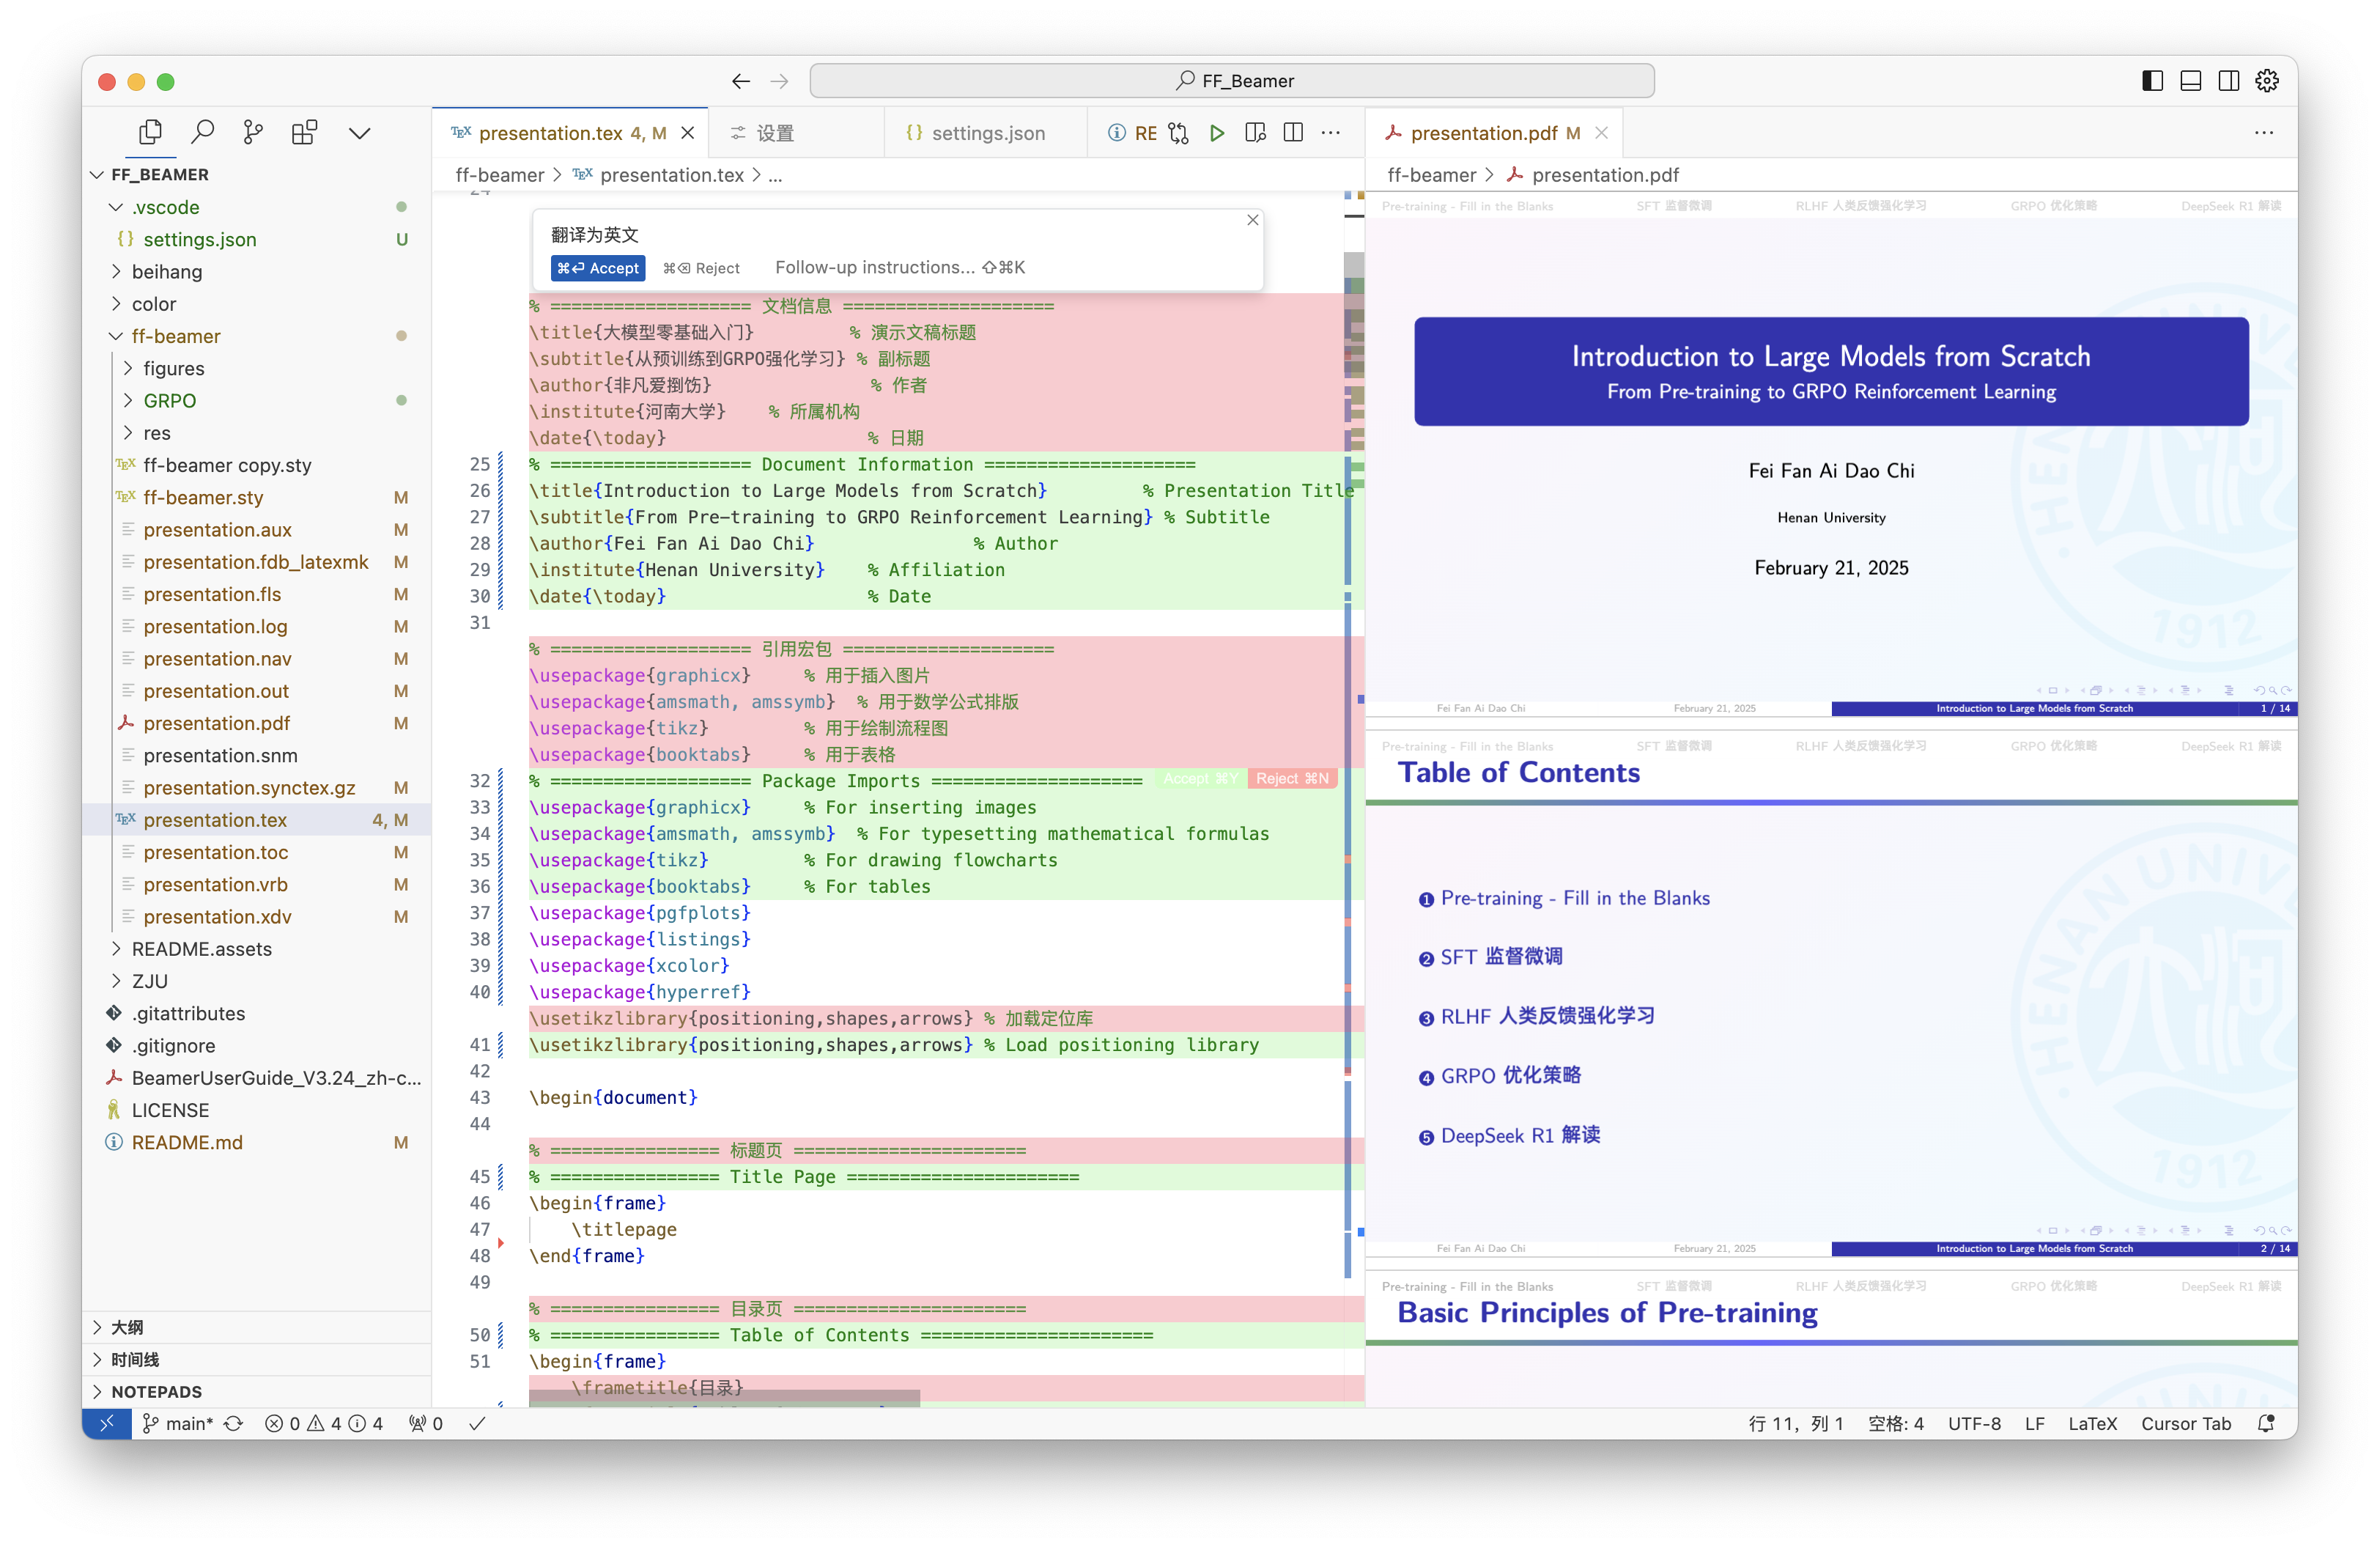 FF_Beamer
FF_BEAMER
.vscode
settings.json U
beihang
color
ff-beamer
figures
GRPO
res
ff-beamer copy.sty
ff-beamer.sty M
presentation.aux M
presentation.fdb_latexmk M
presentation.fls M
presentation.log M
presentation.nav M
presentation.out M
presentation.pdf M
presentation.snm
presentation.synctex.gz M
presentation.tex 4, M
presentation.toc M
presentation.vrb M
presentation.xdv M
README.assets
ZJU
.gitattributes
.gitignore
BeamerUserGuide_V3.24_zh-c...
LICENSE
README.md M
大纲
时间线
NOTEPADS
presentation.tex 4, M
设置
settings.json
RE
ff-beamer > presentation.tex > ...
翻译为英文
⌘⏎ Accept ⌘⌫ Reject Follow-up instructions... ⇧⌘K
% =================== 文档信息 ====================
\title{大模型零基础入门} % 演示文稿标题
\subtitle{从预训练到GRPO强化学习} % 副标题
\author{非凡爱捯饬} % 作者
\institute{河南大学} % 所属机构
\date{\today} % 日期
25 % =================== Document Information ====================
26 \title{Introduction to Large Models from Scratch} % Presentation Title
27 \subtitle{From Pre-training to GRPO Reinforcement Learning} % Subtitle
28 \author{Fei Fan Ai Dao Chi} % Author
29 \institute{Henan University} % Affiliation
30 \date{\today} % Date
31
% =================== 引用宏包 ====================
\usepackage{graphicx} % 用于插入图片
\usepackage{amsmath, amssymb} % 用于数学公式排版
\usepackage{tikz} % 用于绘制流程图
\usepackage{booktabs} % 用于表格
32 % =================== Package Imports ==================== Accept ⌘Y Reject ⌘N
33 \usepackage{graphicx} % For inserting images
34 \usepackage{amsmath, amssymb} % For typesetting mathematical formulas
35 \usepackage{tikz} % For drawing flowcharts
36 \usepackage{booktabs} % For tables
37 \usepackage{pgfplots}
38 \usepackage{listings}
39 \usepackage{xcolor}
40 \usepackage{hyperref}
\usetikzlibrary{positioning,shapes,arrows} % 加载定位库
41 \usetikzlibrary{positioning,shapes,arrows} % Load positioning library
42
43 \begin{document}
44
% ================ 标题页 ======================
45 % ================ Title Page ======================
46 \begin{frame}
47 \titlepage
48 \end{frame}
49
% ================ 目录页 ======================
50 % ================ Table of Contents ======================
51 \begin{frame}
\frametitle{目录}
presentation.pdf M
ff-beamer > presentation.pdf
Pre-training - Fill in the Blanks SFT 监督微调 RLHF 人类反馈强化学习 GRPO 优化策略 DeepSeek R1 解读
Introduction to Large Models from Scratch
From Pre-training to GRPO Reinforcement Learning
Fei Fan Ai Dao Chi
Henan University
February 21, 2025
1912
Fei Fan Ai Dao Chi February 21, 2025 Introduction to Large Models from Scratch 1 / 14
Pre-training - Fill in the Blanks SFT 监督微调 RLHF 人类反馈强化学习 GRPO 优化策略 DeepSeek R1 解读
Table of Contents
1 Pre-training - Fill in the Blanks
2 SFT 监督微调
3 RLHF 人类反馈强化学习
4 GRPO 优化策略
5 DeepSeek R1 解读
HENAN UNIVE
1912
Fei Fan Ai Dao Chi February 21, 2025 Introduction to Large Models from Scratch 2 / 14
Pre-training - Fill in the Blanks SFT 监督微调 RLHF 人类反馈强化学习 GRPO 优化策略 DeepSeek R1 解读
Basic Principles of Pre-training
main* 0 4 4 0
行 11，列 1 空格: 4 UTF-8 LF LaTeX Cursor Tab